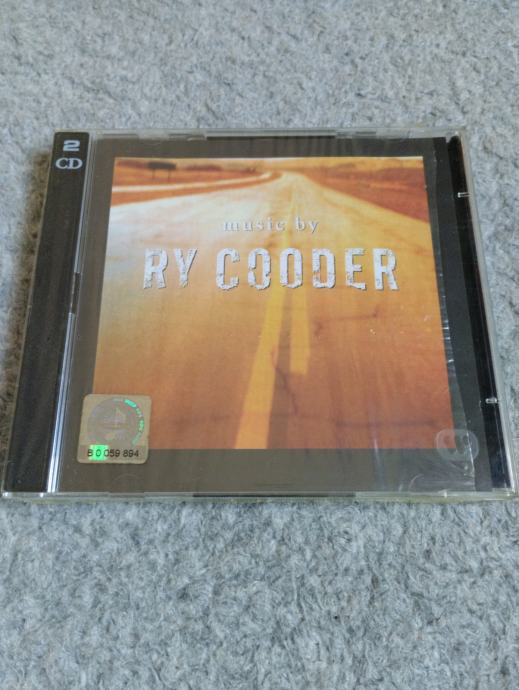 2
CD
music by
RY COODER
B 0 059 894